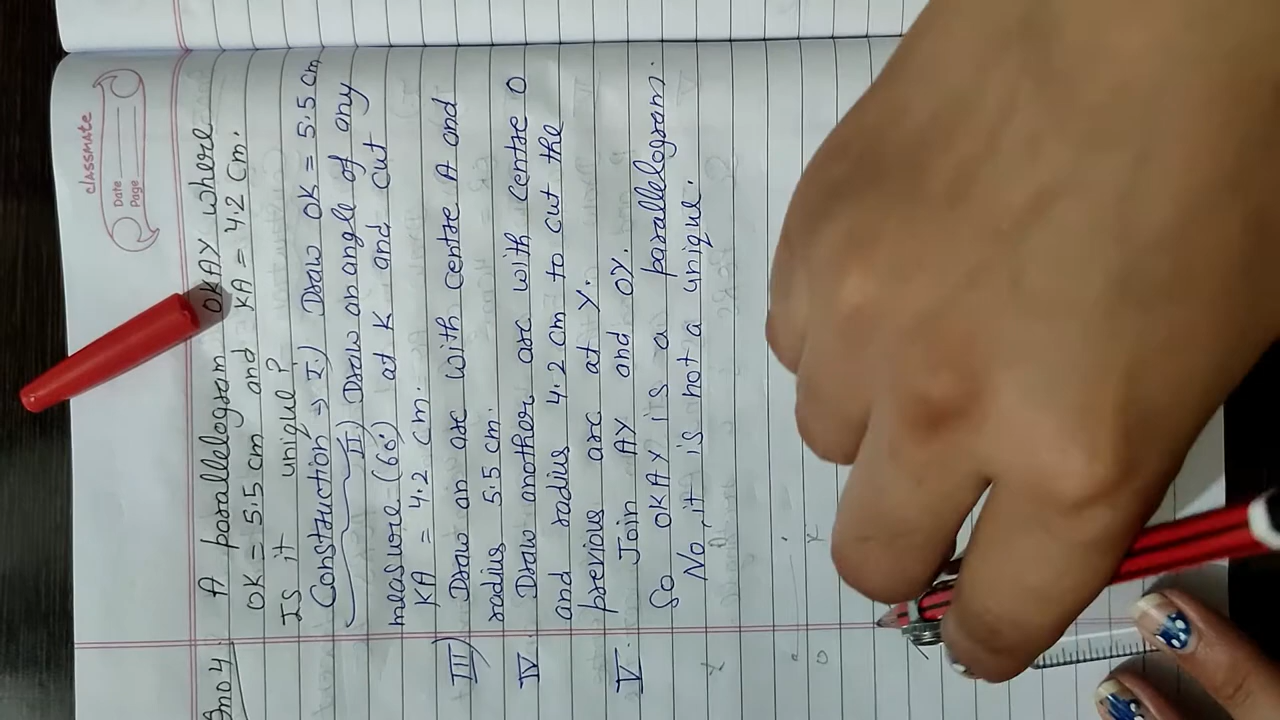 classmate
Date
Page
Qno4. A parallelogram OKAY where
OK = 5.5 cm and KA = 4.2 cm.
Is it unique?
Construction ⇒ I.) Draw OK = 5.5 cm
II.) Draw an angle of any
measure (60°) at K and cut
KA = 4.2 cm.
III) Draw an arc with centre A and
radius 5.5 cm.
IV. Draw another arc with centre O
and radius 4.2 cm to cut the
previous arc at Y.
V. Join AY and OY.
So OKAY is a parallelogram.
No, it is not a unique.